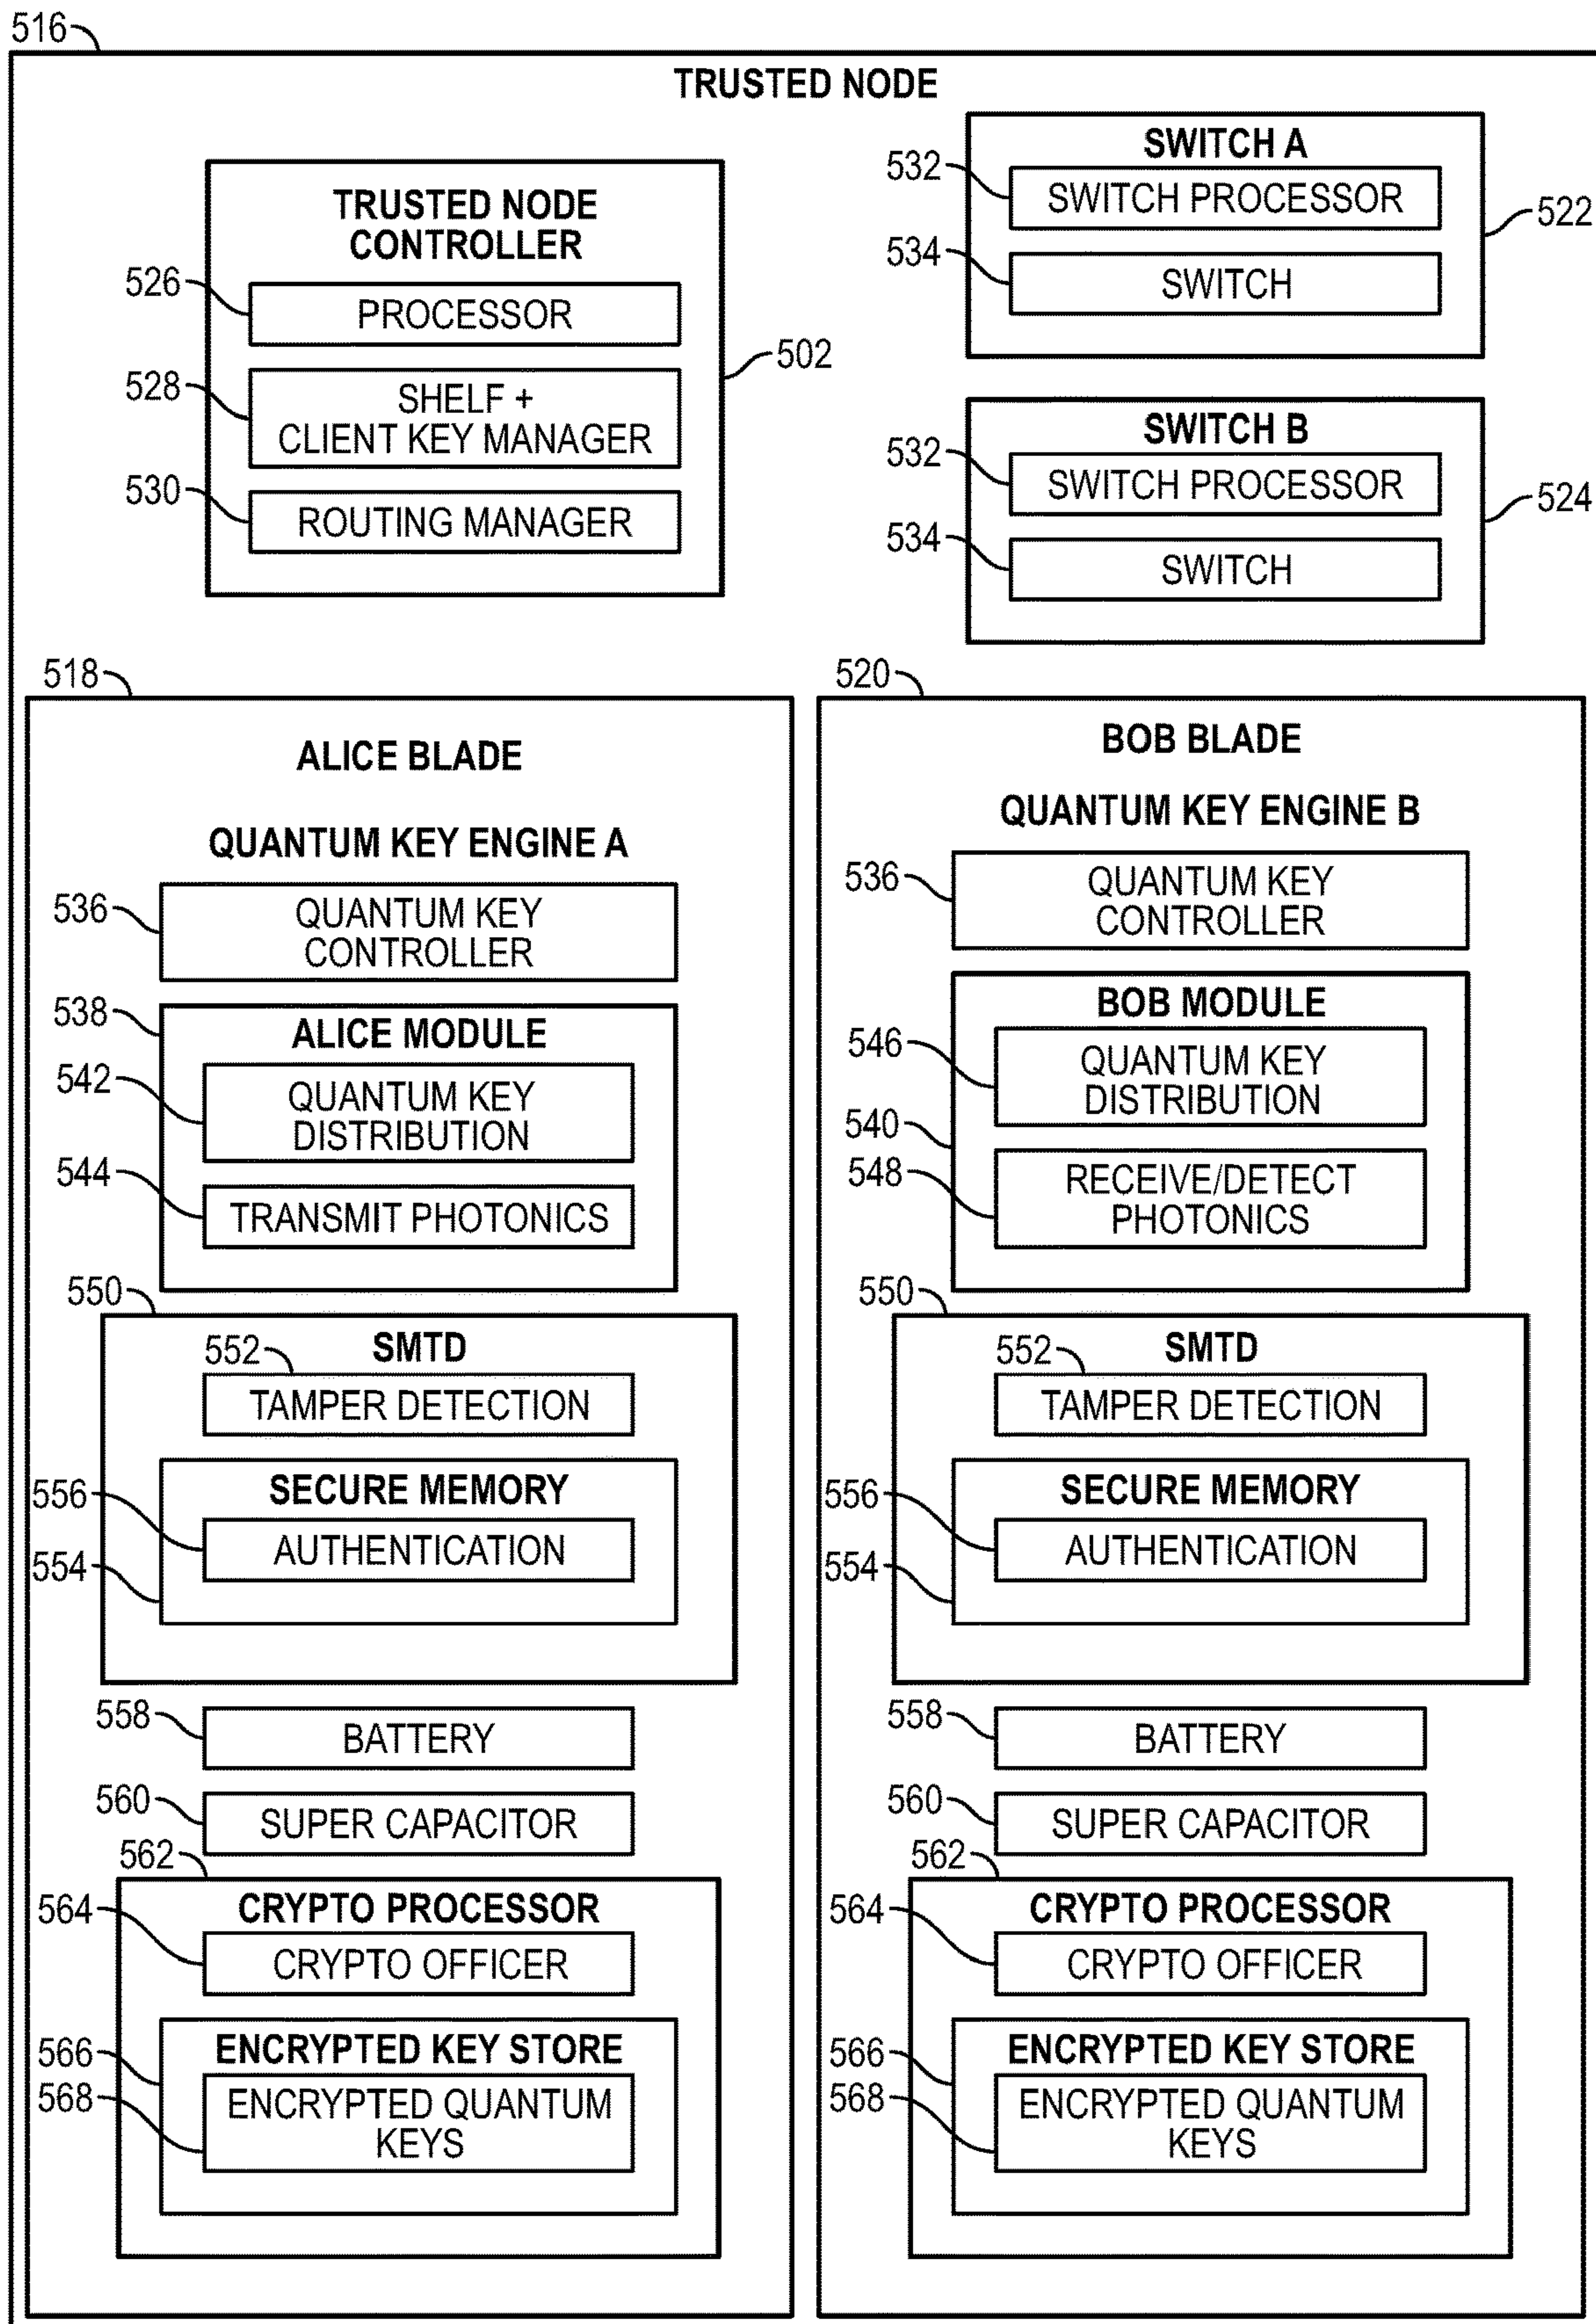 516
TRUSTED NODE
TRUSTED NODE
CONTROLLER
526
PROCESSOR
528
SHELF +
CLIENT KEY MANAGER
530
ROUTING MANAGER
502
SWITCH A
532
SWITCH PROCESSOR
534
SWITCH
522
SWITCH B
532
SWITCH PROCESSOR
534
SWITCH
524
518
ALICE BLADE
QUANTUM KEY ENGINE A
536
QUANTUM KEY
CONTROLLER
538
ALICE MODULE
542
QUANTUM KEY
DISTRIBUTION
544
TRANSMIT PHOTONICS
550
SMTD
552
TAMPER DETECTION
SECURE MEMORY
556
AUTHENTICATION
554
558
BATTERY
560
SUPER CAPACITOR
562
CRYPTO PROCESSOR
564
CRYPTO OFFICER
ENCRYPTED KEY STORE
566
568
ENCRYPTED QUANTUM
KEYS
520
BOB BLADE
QUANTUM KEY ENGINE B
536
QUANTUM KEY
CONTROLLER
BOB MODULE
546
QUANTUM KEY
DISTRIBUTION
540
548
RECEIVE/DETECT
PHOTONICS
550
SMTD
552
TAMPER DETECTION
SECURE MEMORY
556
AUTHENTICATION
554
558
BATTERY
560
SUPER CAPACITOR
562
CRYPTO PROCESSOR
564
CRYPTO OFFICER
ENCRYPTED KEY STORE
566
568
ENCRYPTED QUANTUM
KEYS